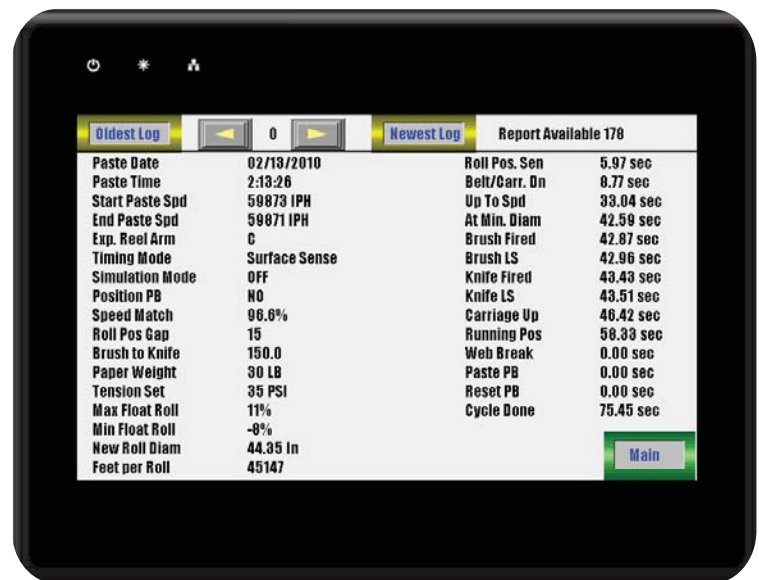 Oldest Log 0 Newest Log Report Available 178
Paste Date 02/13/2010 Roll Pos. Sen 5.97 sec
Paste Time 2:13:26 Belt/Carr. Dn 8.77 sec
Start Paste Spd 59873 IPH Up To Spd 33.04 sec
End Paste Spd 59871 IPH At Min. Diam 42.59 sec
Exp. Reel Arm C Brush Fired 42.87 sec
Timing Mode Surface Sense Brush LS 42.96 sec
Simulation Mode OFF Knife Fired 43.43 sec
Position PB NO Knife LS 43.51 sec
Speed Match 96.6% Carriage Up 46.42 sec
Roll Pos Gap 15 Running Pos 58.33 sec
Brush to Knife 150.0 Web Break 0.00 sec
Paper Weight 30 LB Paste PB 0.00 sec
Tension Set 35 PSI Reset PB 0.00 sec
Max Float Roll 11% Cycle Done 75.45 sec
Min Float Roll -8%
New Roll Diam 44.35 In
Feet per Roll 45147
Main